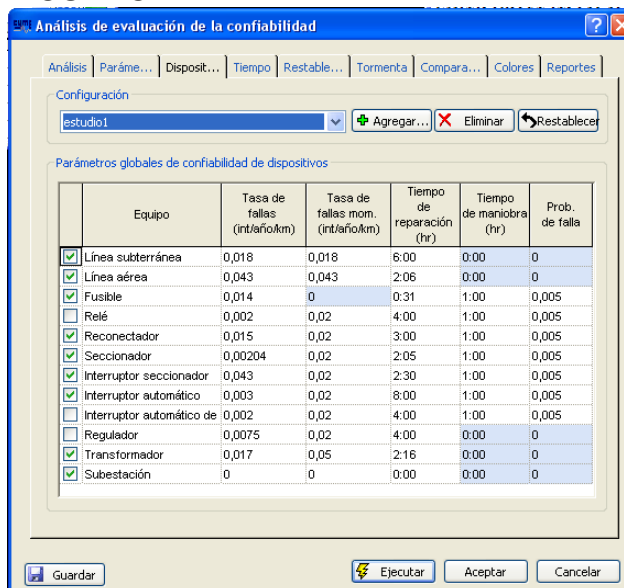 Análisis de evaluación de la confiabilidad
Análisis Paráme... Disposit... Tiempo Restable... Tormenta Compara... Colores Reportes
Configuración
estudio1 Agregar... Eliminar Restablecer
Parámetros globales de confiabilidad de dispositivos
Equipo Tasa de fallas (int/año/km) Tasa de fallas mom. (int/año/km) Tiempo de reparación (hr) Tiempo de maniobra (hr) Prob. de falla
Línea subterránea 0,018 0,018 6:00 0:00 0
Línea aérea 0,043 0,043 2:06 0:00 0
Fusible 0,014 0 0:31 1:00 0,005
Relé 0,002 0,02 4:00 1:00 0,005
Reconectador 0,015 0,02 3:00 1:00 0,005
Seccionador 0,00204 0,02 2:05 1:00 0,005
Interruptor seccionador 0,043 0,02 2:30 1:00 0,005
Interruptor automático 0,003 0,02 8:00 1:00 0,005
Interruptor automático de 0,002 0,02 4:00 1:00 0,005
Regulador 0,0075 0,02 4:00 0:00 0
Transformador 0,017 0,05 2:16 0:00 0
Subestación 0 0 0:00 0:00 0
Guardar Ejecutar Aceptar Cancelar